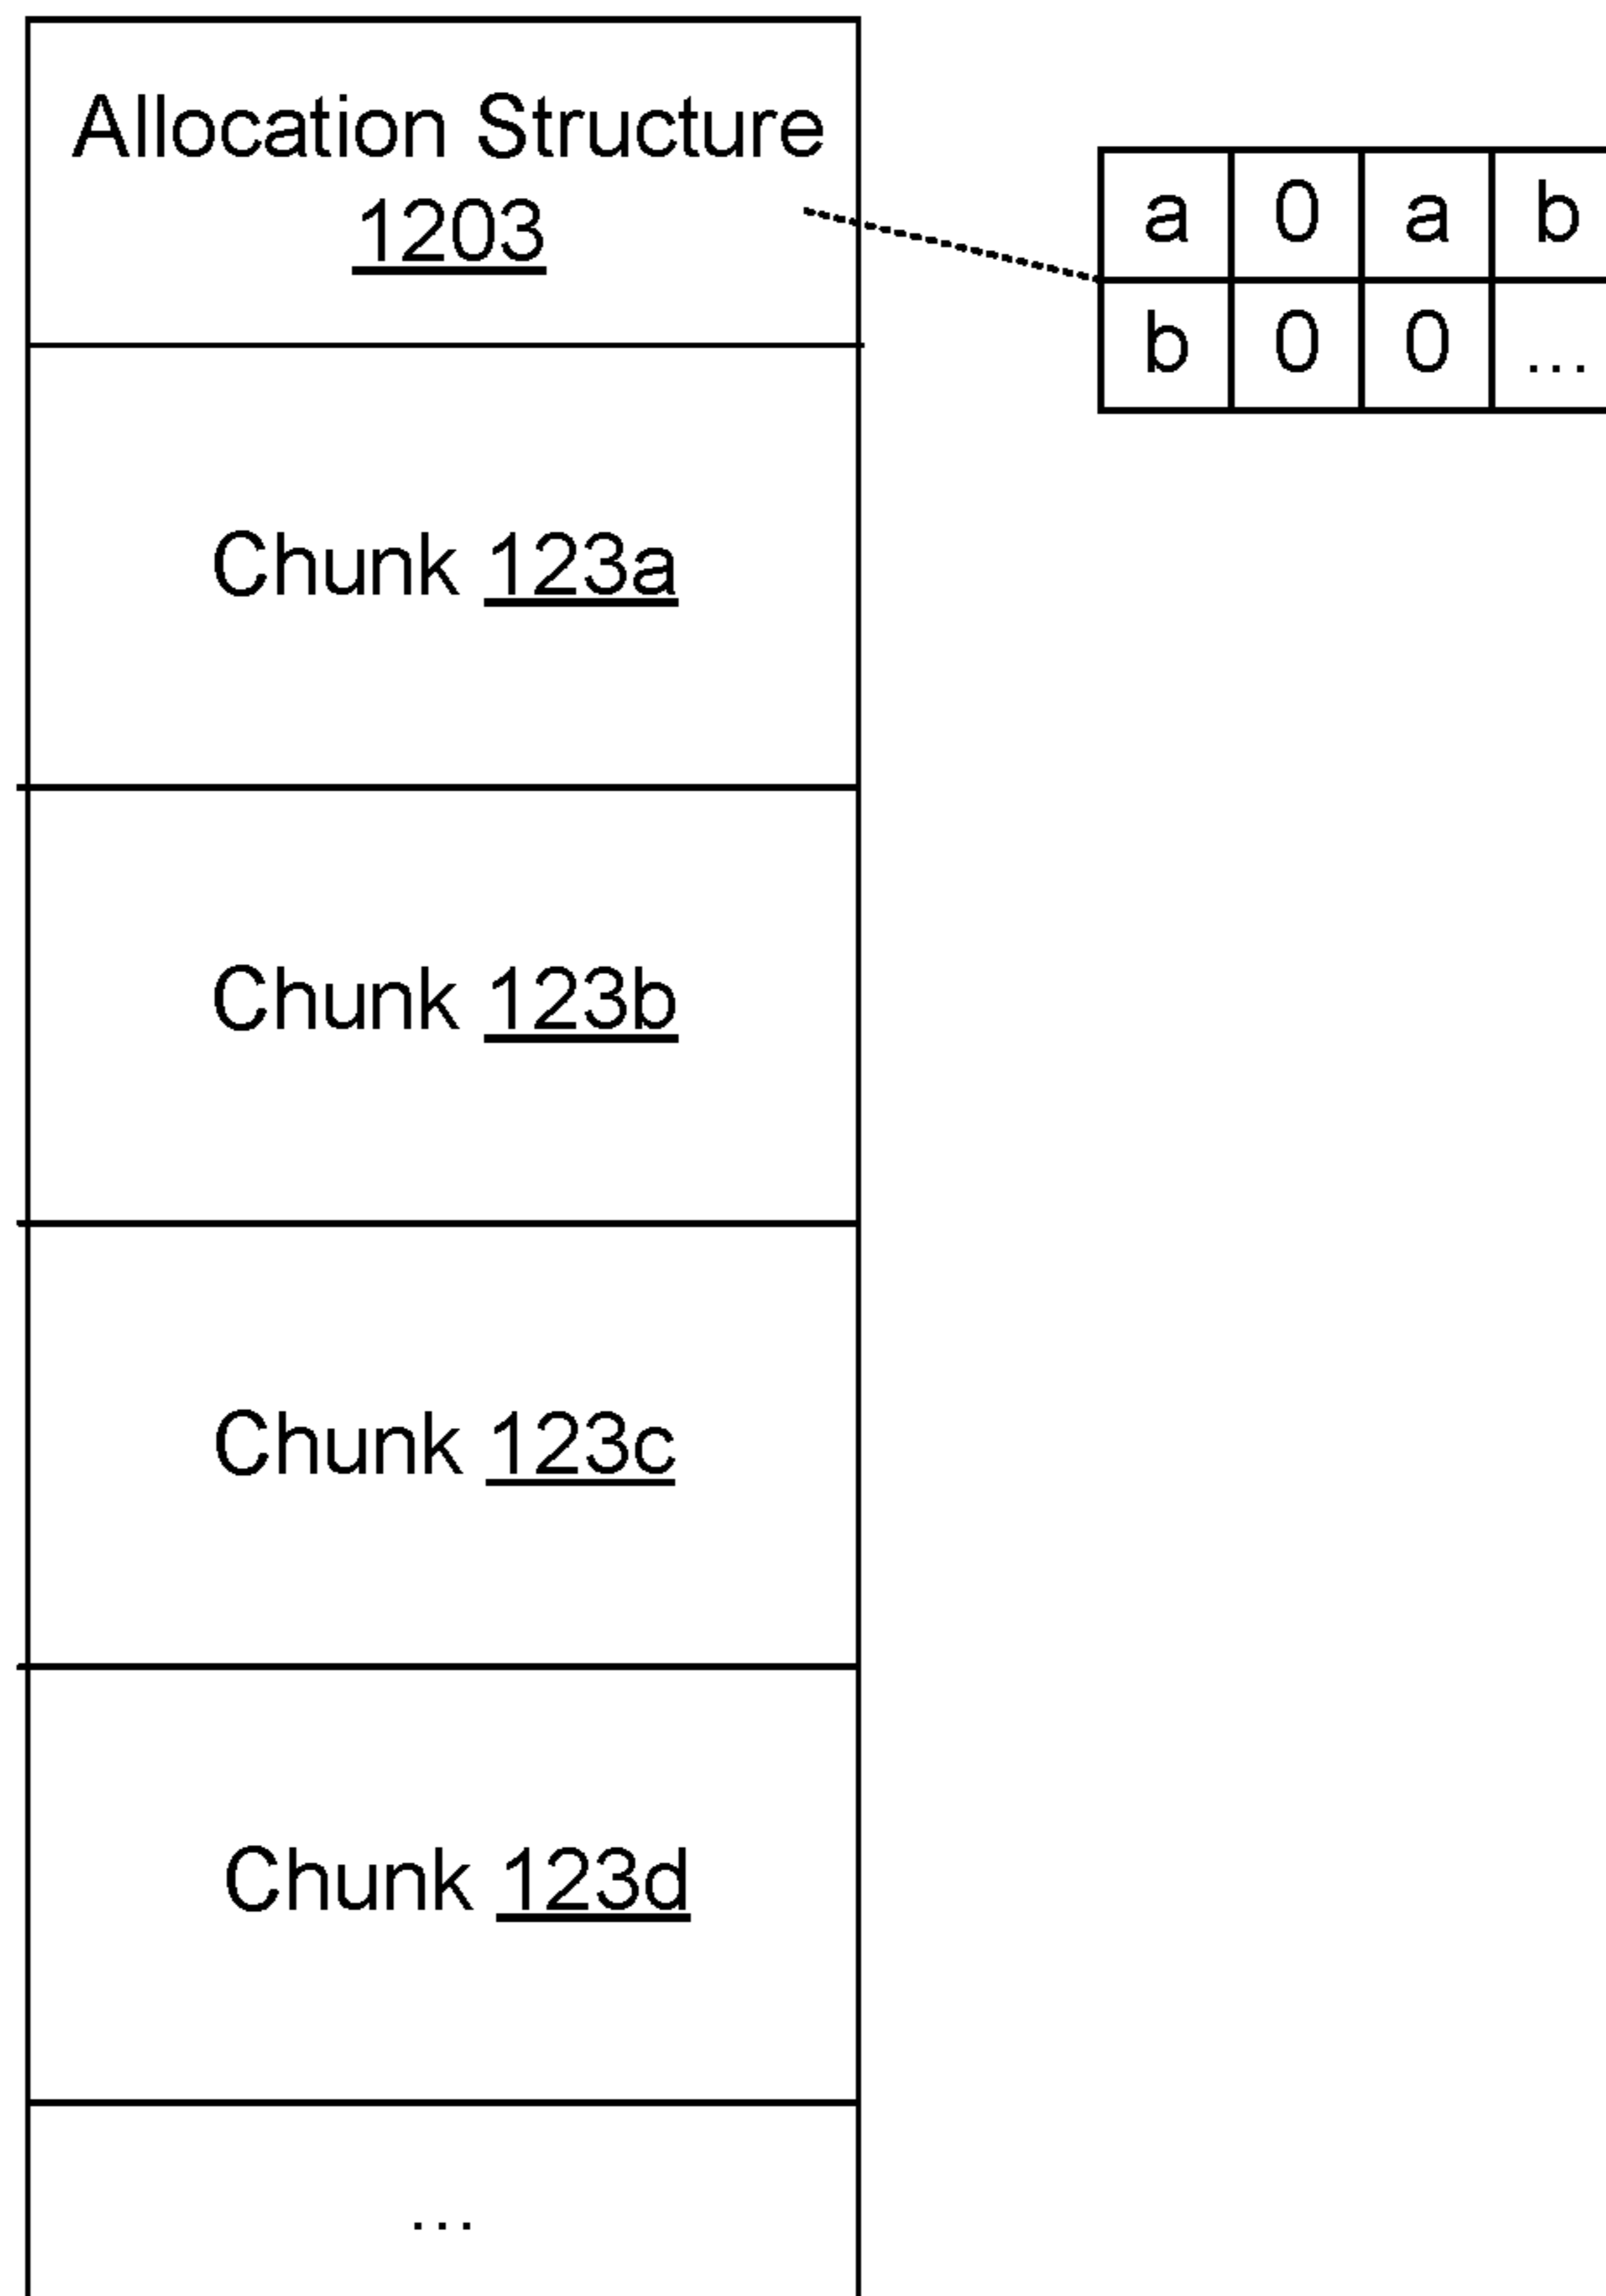 Allocation Structure
1203
a 0 a b
b 0 0 ...
Chunk 123a
Chunk 123b
Chunk 123c
Chunk 123d
...